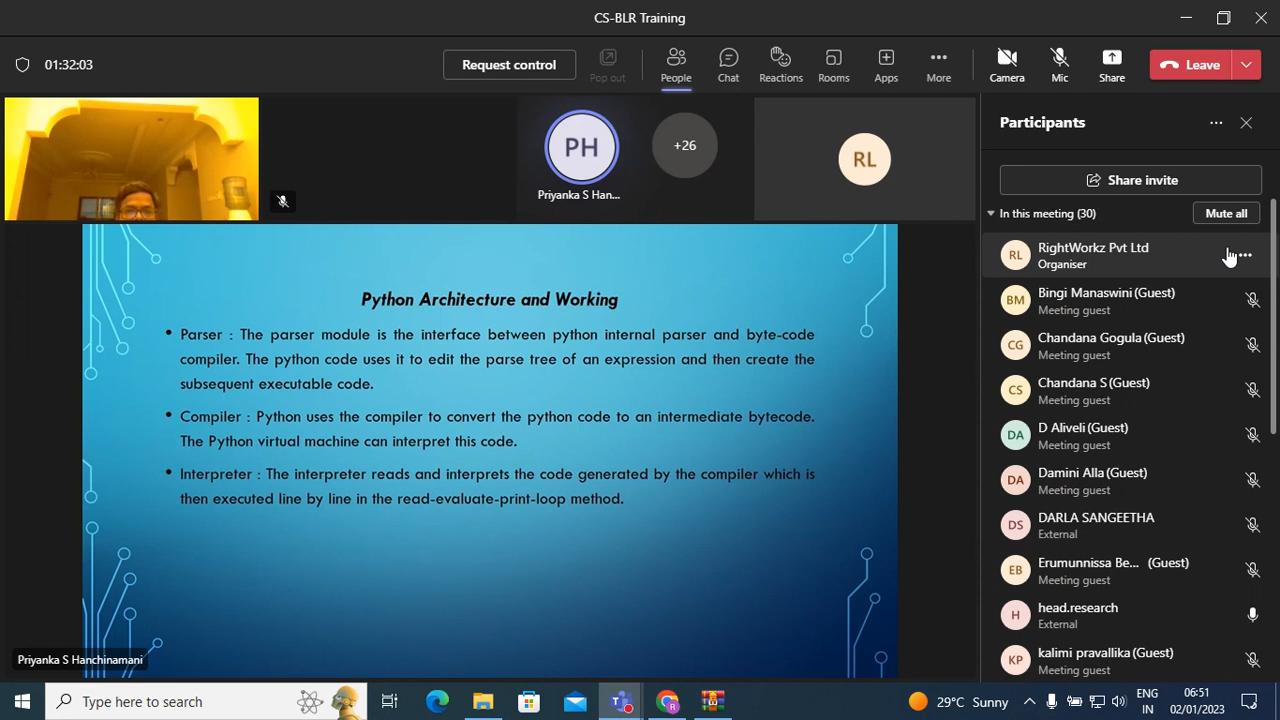 CS-BLR Training
01:32:03
Request control
Pop out
People
Chat
Reactions
Rooms
Apps
More
Camera
Mic
Share
Leave
PH
Priyanka S Han...
+26
RL
Python Architecture and Working
• Parser : The parser module is the interface between python internal parser and byte-code
compiler. The python code uses it to edit the parse tree of an expression and then create the
subsequent executable code.
• Compiler : Python uses the compiler to convert the python code to an intermediate bytecode.
The Python virtual machine can interpret this code.
• Interpreter : The interpreter reads and interprets the code generated by the compiler which is
then executed line by line in the read-evaluate-print-loop method.
Priyanka S Hanchinamani
Participants
Share invite
In this meeting (30)
Mute all
RL
RightWorkz Pvt Ltd
Organiser
BM
Bingi Manaswini (Guest)
Meeting guest
CG
Chandana Gogula (Guest)
Meeting guest
CS
Chandana S (Guest)
Meeting guest
DA
D Aliveli (Guest)
Meeting guest
DA
Damini Alla (Guest)
Meeting guest
DS
DARLA SANGEETHA
External
EB
Erumunnissa Be... (Guest)
Meeting guest
H
head.research
External
KP
kalimi pravallika (Guest)
Meeting guest
Type here to search
29°C Sunny
ENG
IN
06:51
02/01/2023